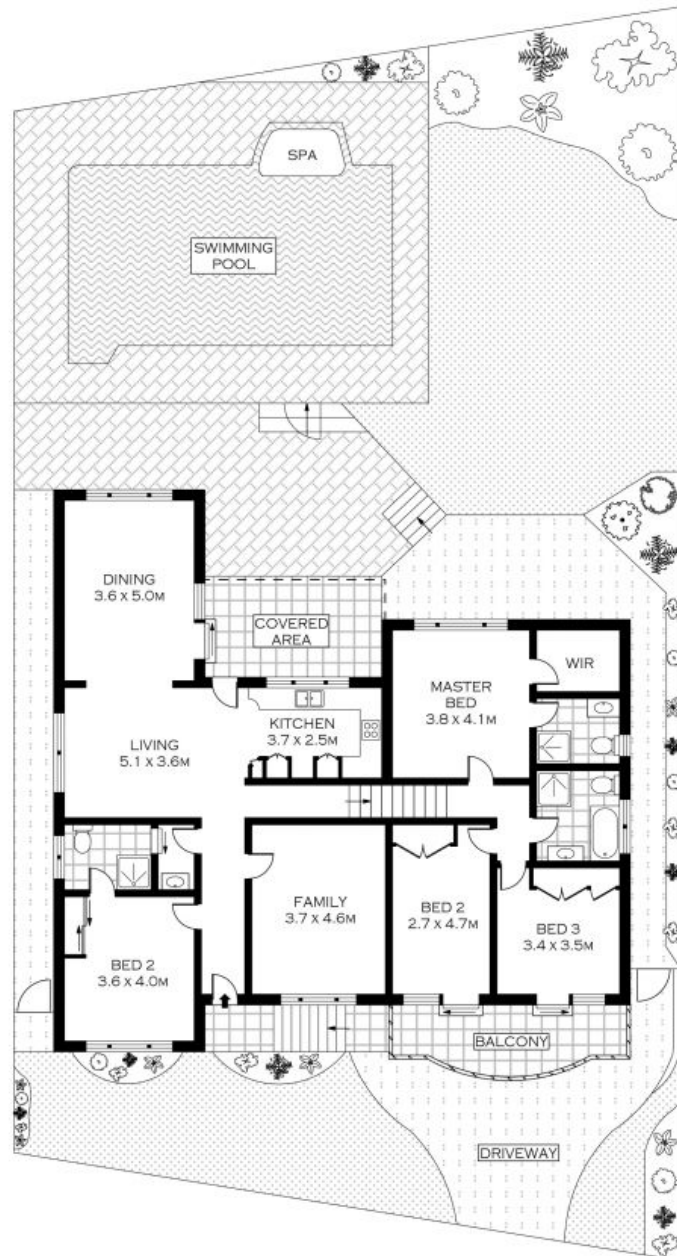 SPA
SWIMMING
POOL
DINING
3.6 x 5.0M
COVERED
AREA
MASTER
BED
3.8 x 4.1M
WIR
KITCHEN
3.7 x 2.5M
LIVING
5.1 x 3.6M
FAMILY
3.7 x 4.6M
BED 2
2.7 x 4.7M
BED 3
3.4 x 3.5M
BED 2
3.6 x 4.0M
BALCONY
DRIVEWAY